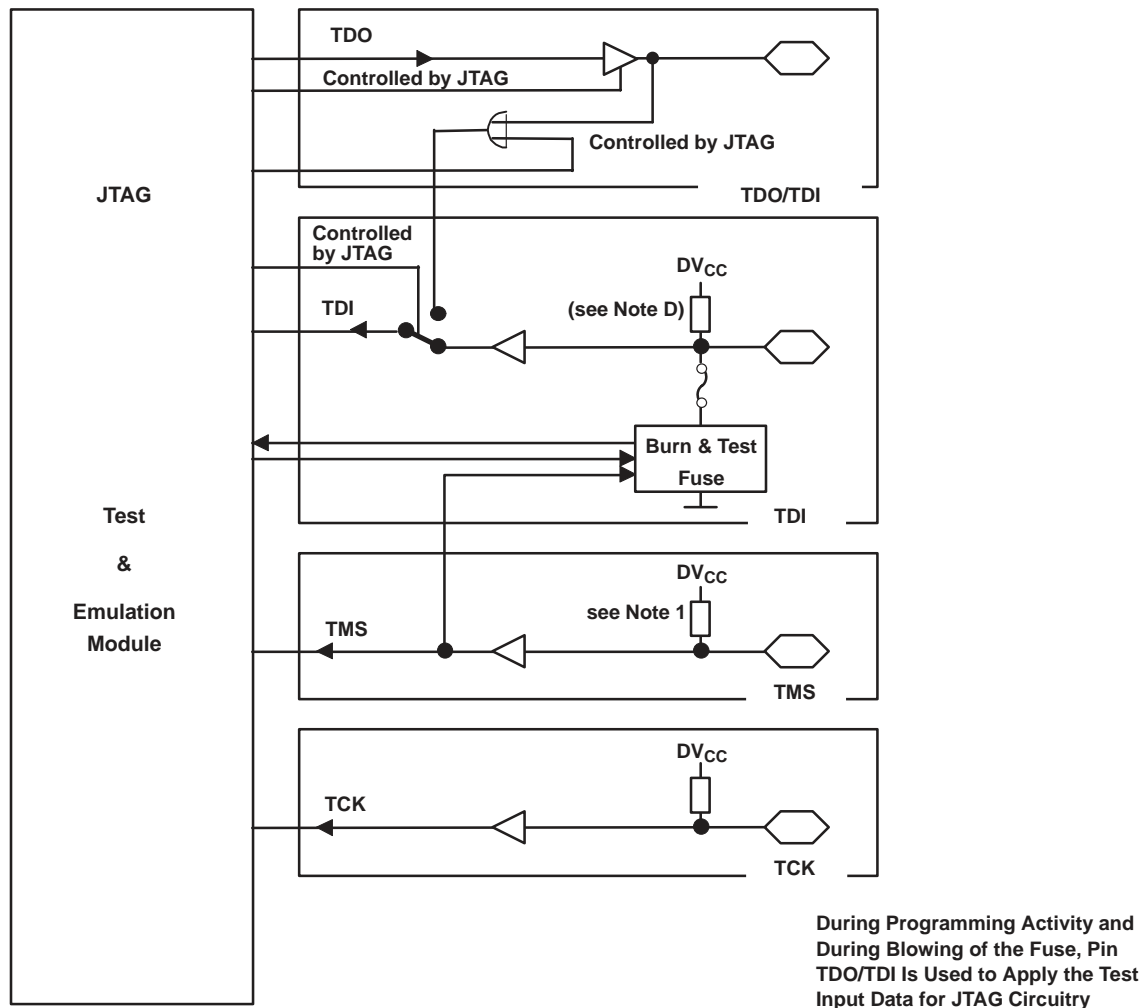 TDO
Controlled by JTAG
Controlled by JTAG
TDO/TDI
JTAG
Controlled
by JTAG
TDI
DVCC
(see Note D)
Burn & Test
Fuse
TDI
Test
&
Emulation
Module
DVCC
see Note 1
TMS
TMS
DVCC
TCK
TCK
During Programming Activity and
During Blowing of the Fuse, Pin
TDO/TDI Is Used to Apply the Test
Input Data for JTAG Circuitry